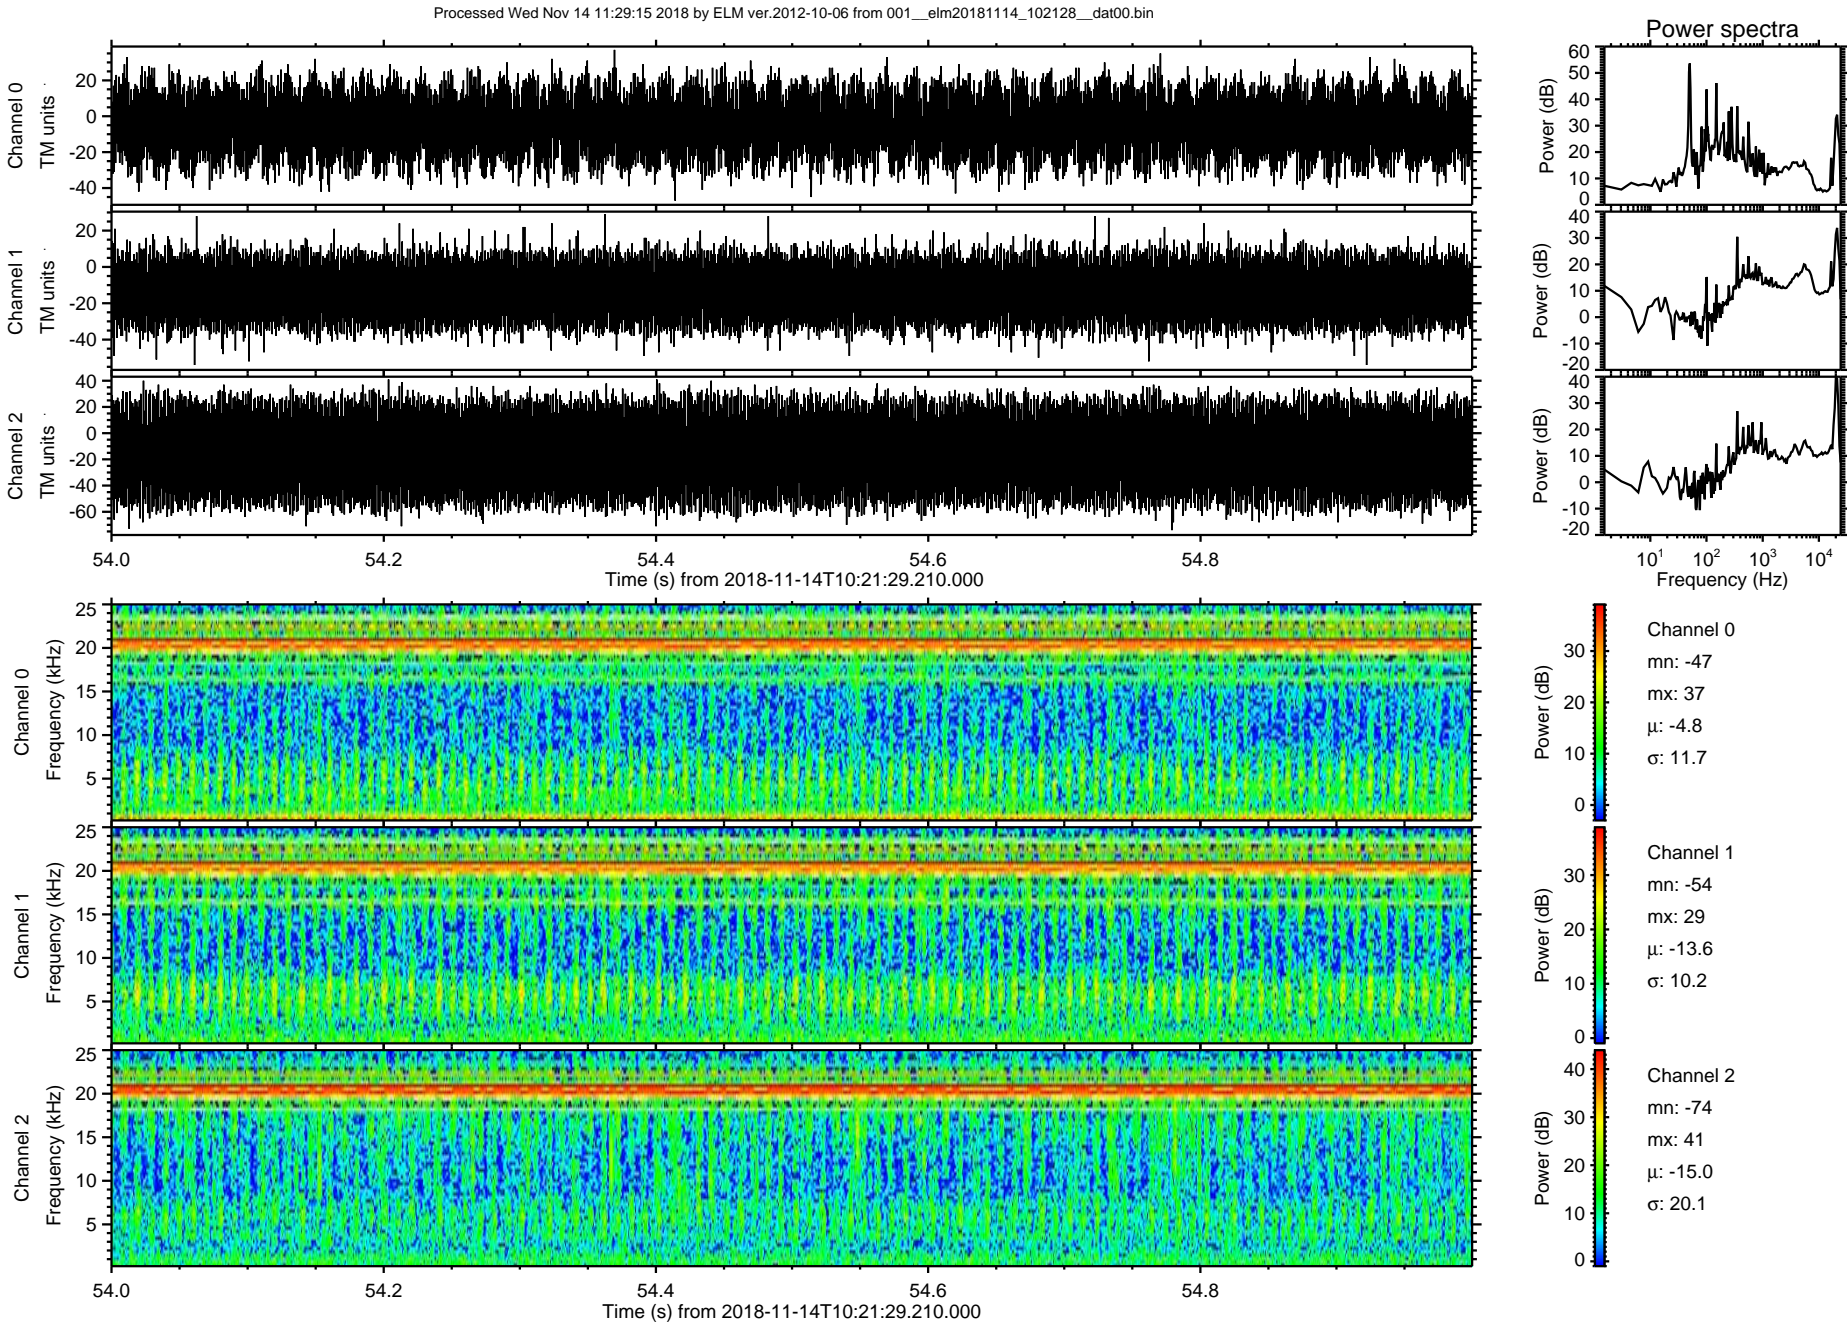 Processed Wed Nov 14 11:29:15 2018 by ELM ver.2012-10-06 from 001__elm20181114_102128__dat00.bin
Power spectra
Channel 0
TM units
20
0
-20
-40
Power (dB)
60
50
40
30
20
10
0
Channel 1
TM units
20
0
-20
-40
Power (dB)
40
30
20
10
0
-10
-20
Channel 2
TM units
40
20
0
-20
-40
-60
Power (dB)
40
30
20
10
0
-10
-20
54.0 54.2 54.4 54.6 54.8
Time (s) from 2018-11-14T10:21:29.210.000
10¹ 10² 10³ 10⁴
Frequency (Hz)
Channel 0
Frequency (kHz)
25
20
15
10
5
Power (dB)
30
20
10
0
Channel 0
mn: -47
mx: 37
μ: -4.8
σ: 11.7
Channel 1
Frequency (kHz)
25
20
15
10
5
Power (dB)
30
20
10
0
Channel 1
mn: -54
mx: 29
μ: -13.6
σ: 10.2
Channel 2
Frequency (kHz)
25
20
15
10
5
Power (dB)
40
30
20
10
0
Channel 2
mn: -74
mx: 41
μ: -15.0
σ: 20.1
54.0 54.2 54.4 54.6 54.8
Time (s) from 2018-11-14T10:21:29.210.000